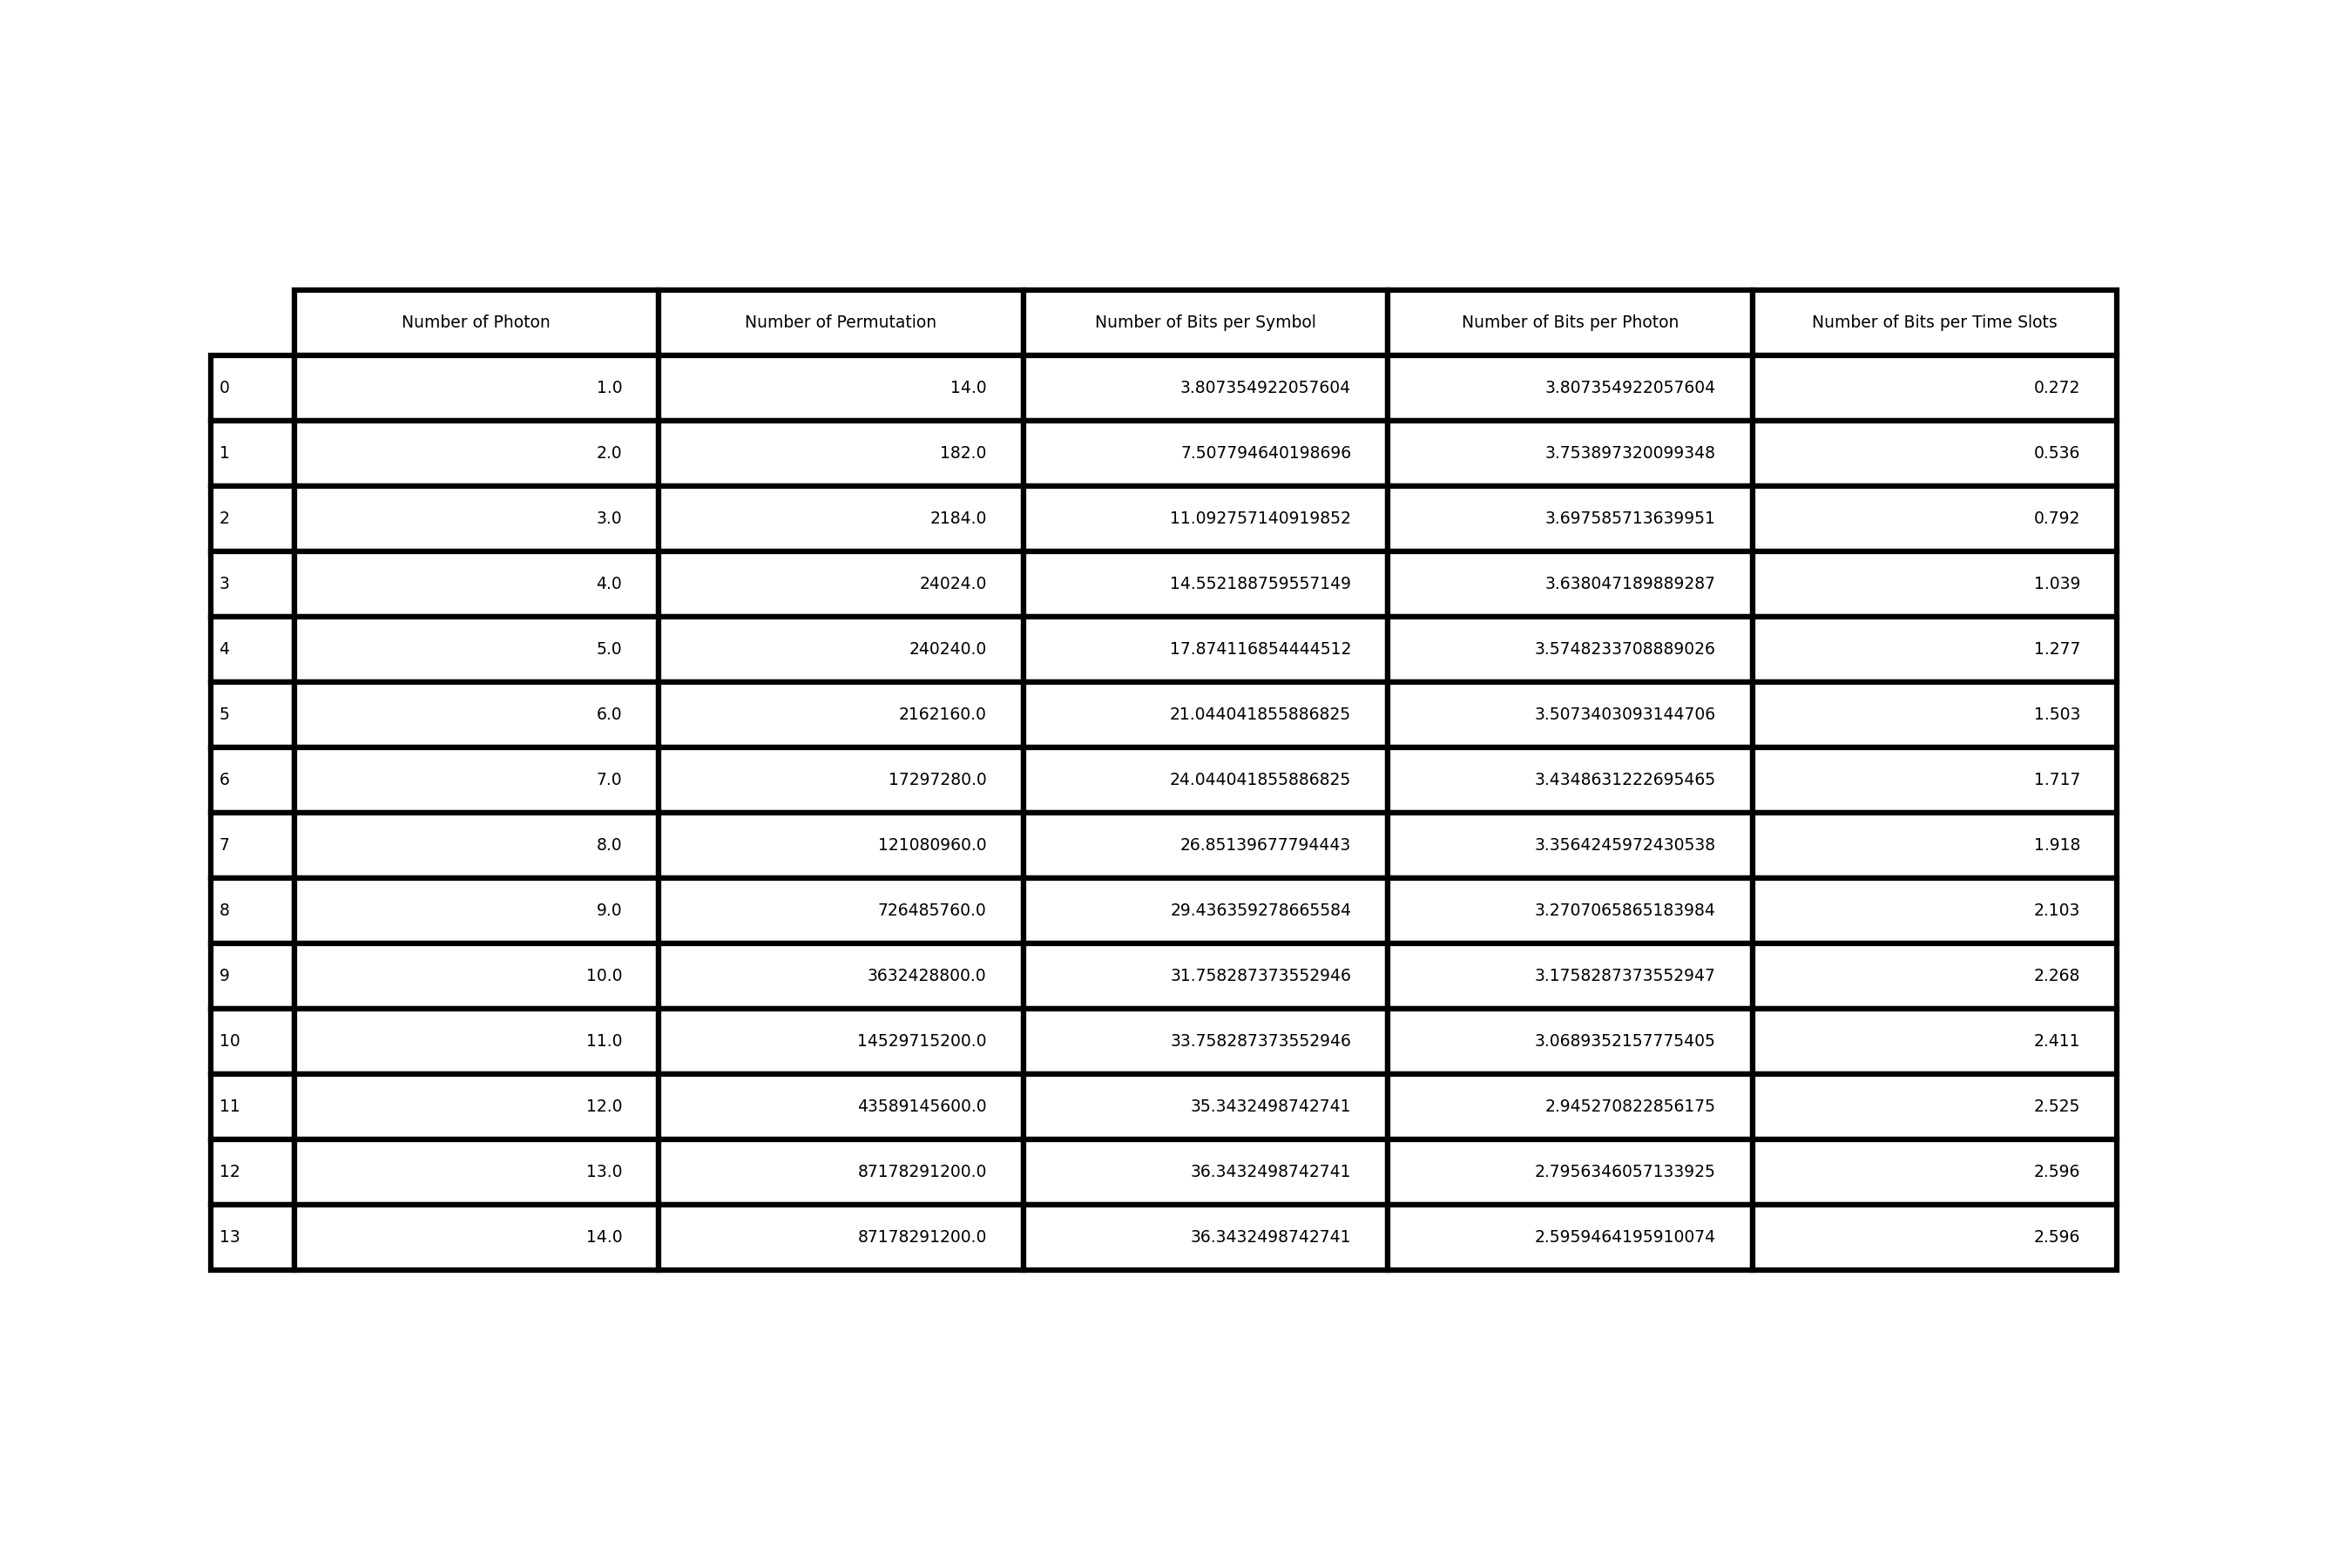 Number of Photon Number of Permutation Number of Bits per Symbol Number of Bits per Photon Number of Bits per Time Slots
0 1.0 14.0 3.807354922057604 3.807354922057604 0.272
1 2.0 182.0 7.507794640198696 3.753897320099348 0.536
2 3.0 2184.0 11.092757140919852 3.697585713639951 0.792
3 4.0 24024.0 14.552188759557149 3.638047189889287 1.039
4 5.0 240240.0 17.874116854444512 3.5748233708889026 1.277
5 6.0 2162160.0 21.044041855886825 3.5073403093144706 1.503
6 7.0 17297280.0 24.044041855886825 3.4348631222695465 1.717
7 8.0 121080960.0 26.85139677794443 3.3564245972430538 1.918
8 9.0 726485760.0 29.436359278665584 3.2707065865183984 2.103
9 10.0 3632428800.0 31.758287373552946 3.1758287373552947 2.268
10 11.0 14529715200.0 33.758287373552946 3.0689352157775405 2.411
11 12.0 43589145600.0 35.3432498742741 2.945270822856175 2.525
12 13.0 87178291200.0 36.3432498742741 2.7956346057133925 2.596
13 14.0 87178291200.0 36.3432498742741 2.5959464195910074 2.596